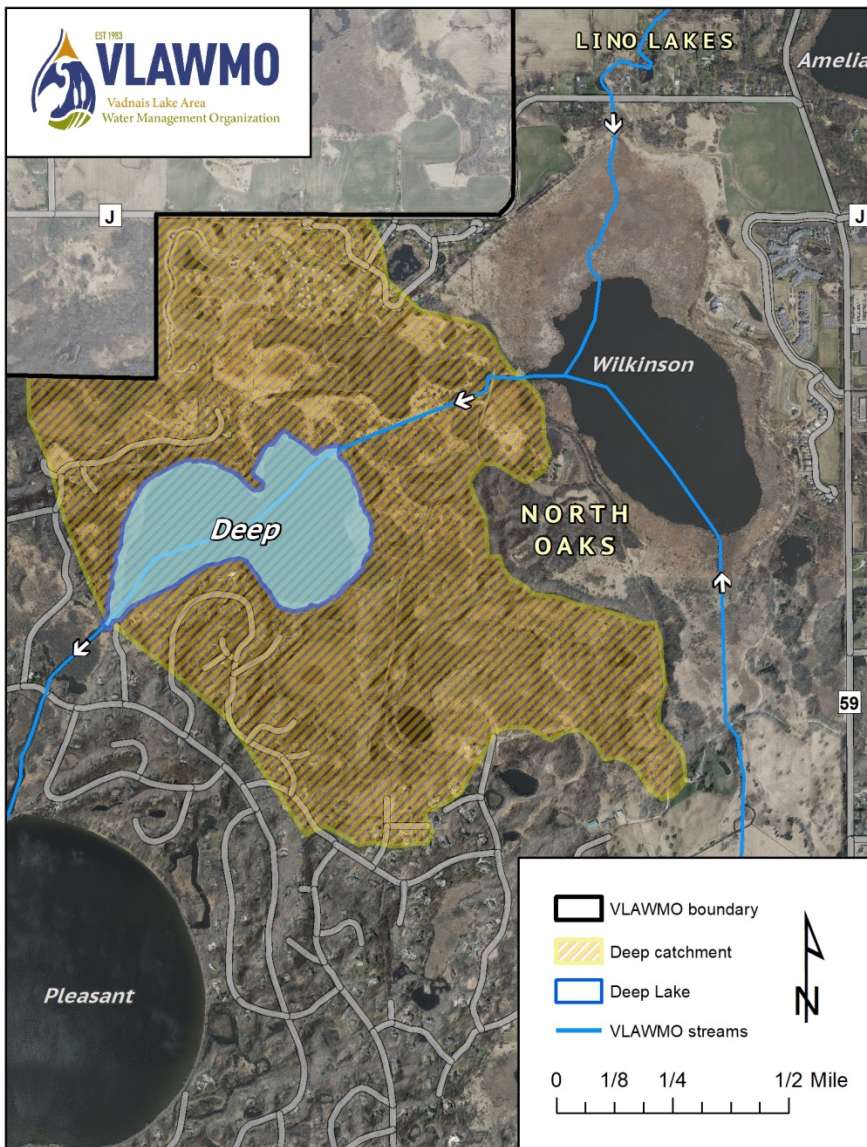 EST 1983
VLAWMO
Vadnais Lake Area
Water Management Organization
LINO LAKES
Amelia
J
J
Wilkinson
Deep
NORTH
OAKS
59
Pleasant
VLAWMO boundary
Deep catchment
Deep Lake
VLAWMO streams
N
0 1/8 1/4 1/2 Mile